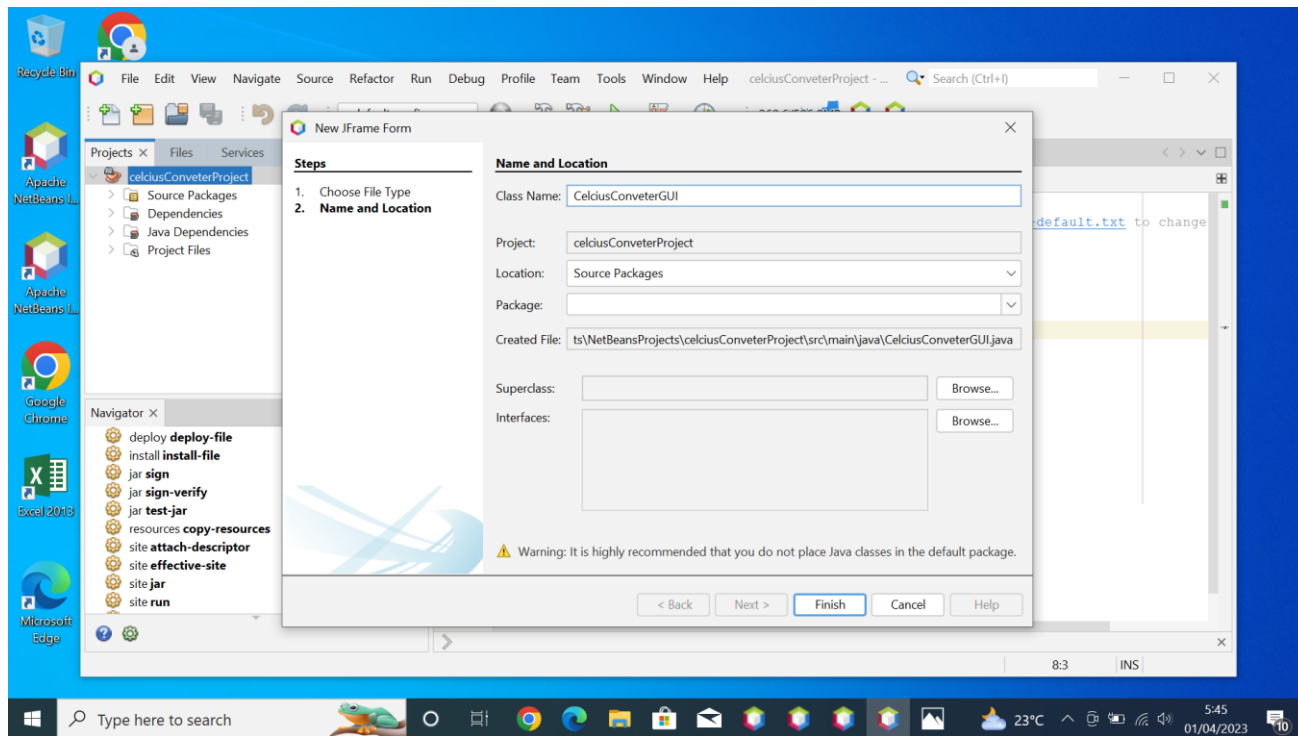 Recycle Bin
File Edit View Navigate Source Refactor Run Debug Profile Team Tools Window Help celciusConveterProject - ... Search (Ctrl+I)
New JFrame Form
Projects Files Services
celciusConveterProject
Source Packages
Dependencies
Java Dependencies
Project Files
Apache
NetBeans I...
Apache
NetBeans I...
Google
Chrome
Excel 2013
Microsoft
Edge
Steps
1. Choose File Type
2. Name and Location
Name and Location
Class Name: CelciusConveterGUI
Project: celciusConveterProject
Location: Source Packages
Package:
Created File: ts\NetBeansProjects\celciusConveterProject\src\main\java\CelciusConveterGUI.java
Superclass: Browse...
Interfaces: Browse...
Warning: It is highly recommended that you do not place Java classes in the default package.
< Back Next > Finish Cancel Help
-default.txt to change
Navigator
deploy deploy-file
install install-file
jar sign
jar sign-verify
jar test-jar
resources copy-resources
site attach-descriptor
site effective-site
site jar
site run
8:3 INS
Type here to search
23°C
5:45
01/04/2023
10